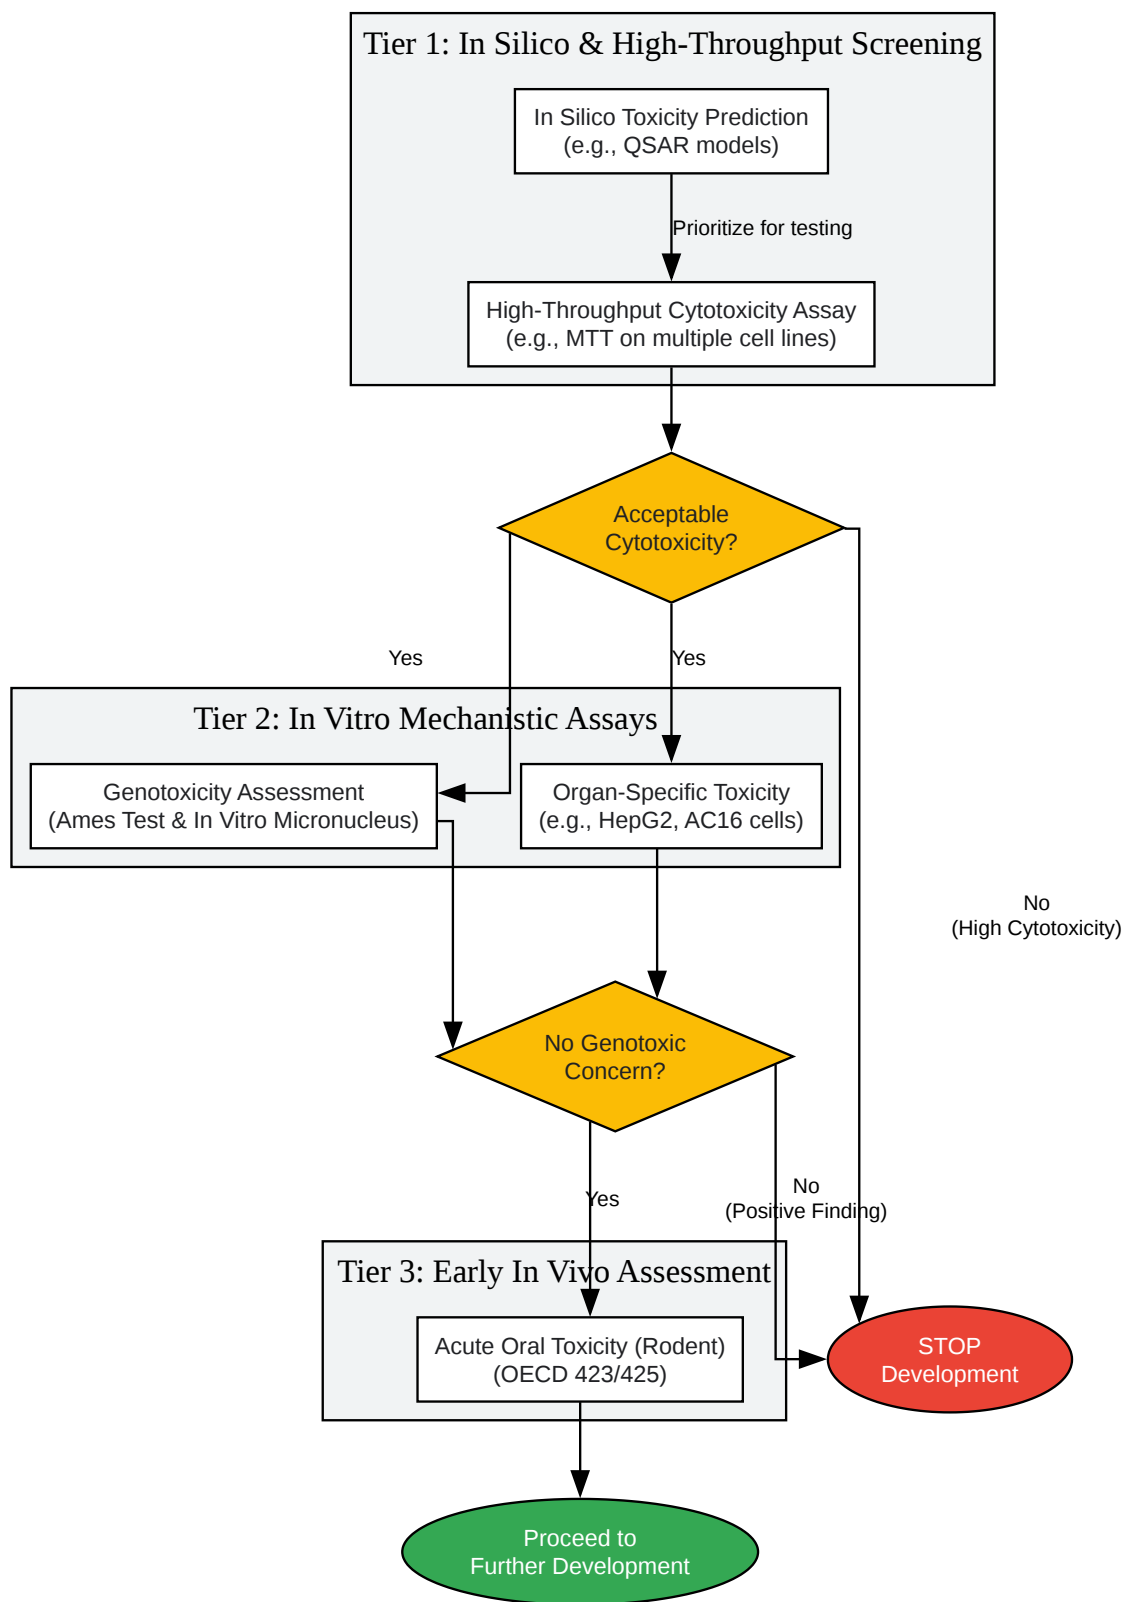 Tier 1: In Silico & High-Throughput Screening
In Silico Toxicity Prediction
(e.g., QSAR models)
Prioritize for testing
High-Throughput Cytotoxicity Assay
(e.g., MTT on multiple cell lines)
Acceptable
Cytotoxicity?
Yes
Yes
Tier 2: In Vitro Mechanistic Assays
Genotoxicity Assessment
(Ames Test & In Vitro Micronucleus)
Organ-Specific Toxicity
(e.g., HepG2, AC16 cells)
No
(High Cytotoxicity)
No Genotoxic
Concern?
Yes
No
(Positive Finding)
Tier 3: Early In Vivo Assessment
Acute Oral Toxicity (Rodent)
(OECD 423/425)
STOP
Development
Proceed to
Further Development